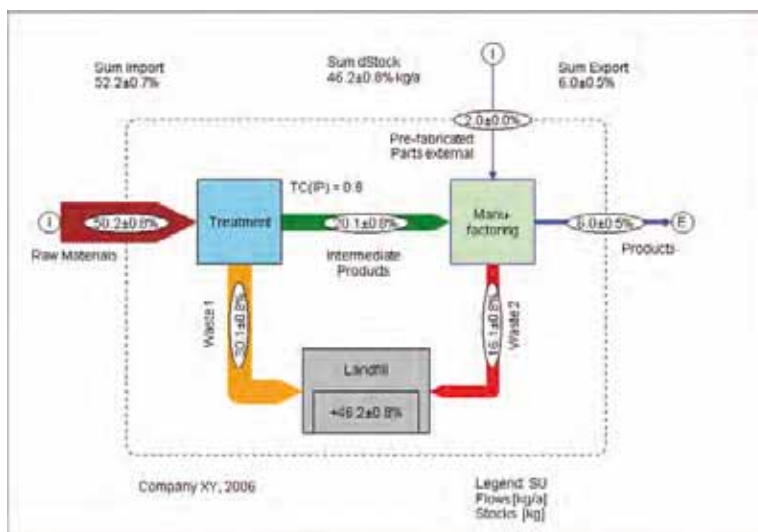 Sum Import
52.2±0.7%
Sum dStock
46.2±0.8% kg/a
Sum Export
6.0±0.5%
I
2.0±0.0%
Pre-fabricated
Parts external
TC(IP) =
I
50.2±0.8%
Raw Materials
Treatment
20.1±0.8%
Intermediate
Products
Manu-
factoring
6.0±0.5%
E
Products
Waste 1
30.1±0.8%
16.1±0.8%
Waste 2
Landfill
+46.2±0.8%
Company XY, 2006
Legend: SU
Flows [kg/a]
Stocks [kg]